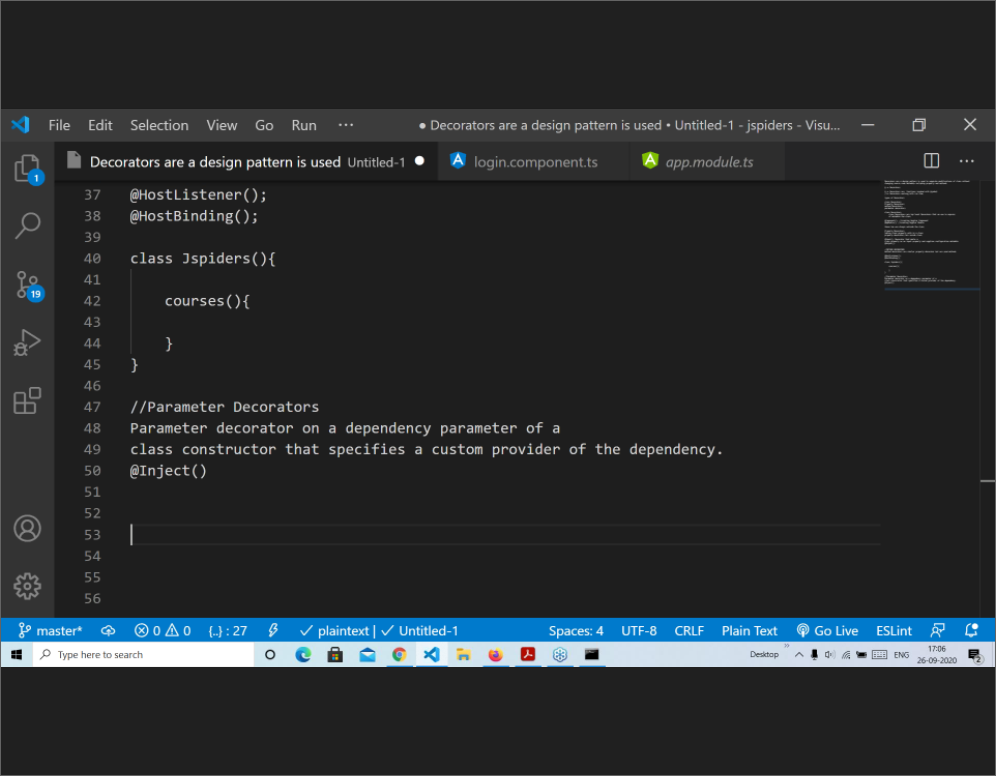 File Edit Selection View Go Run ··· ● Decorators are a design pattern is used • Untitled-1 - jspiders - Visu...
Decorators are a design pattern is used Untitled-1 ● login.component.ts app.module.ts ···
1
19
37 @HostListener();
38 @HostBinding();
39
40 class Jspiders(){
41
42 courses(){
43
44 }
45 }
46
47 //Parameter Decorators
48 Parameter decorator on a dependency parameter of a
49 class constructor that specifies a custom provider of the dependency.
50 @Inject()
51
52
53
54
55
56
master* 0 0 {..} : 27 ✓ plaintext | ✓ Untitled-1 Spaces: 4 UTF-8 CRLF Plain Text Go Live ESLint
Type here to search Desktop » ENG 17:06
26-09-2020 2